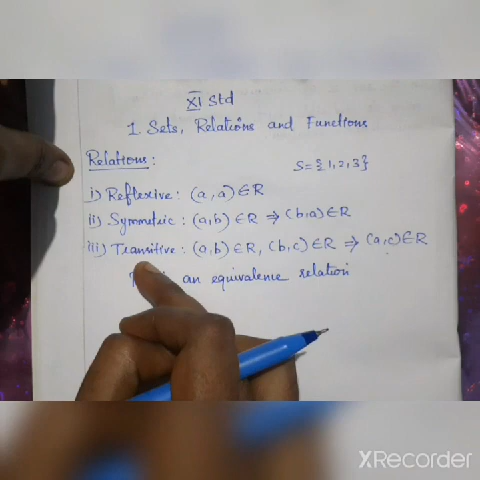 XI Std
1. Sets, Relations and Functions
Relations: S = {1, 2, 3}
i) Reflexive: (a, a) ∈ R
ii) Symmetric: (a, b) ∈ R ⇒ (b, a) ∈ R
iii) Transitive: (a, b) ∈ R, (b, c) ∈ R ⇒ (a, c) ∈ R
an equivalence relation
XRecorder